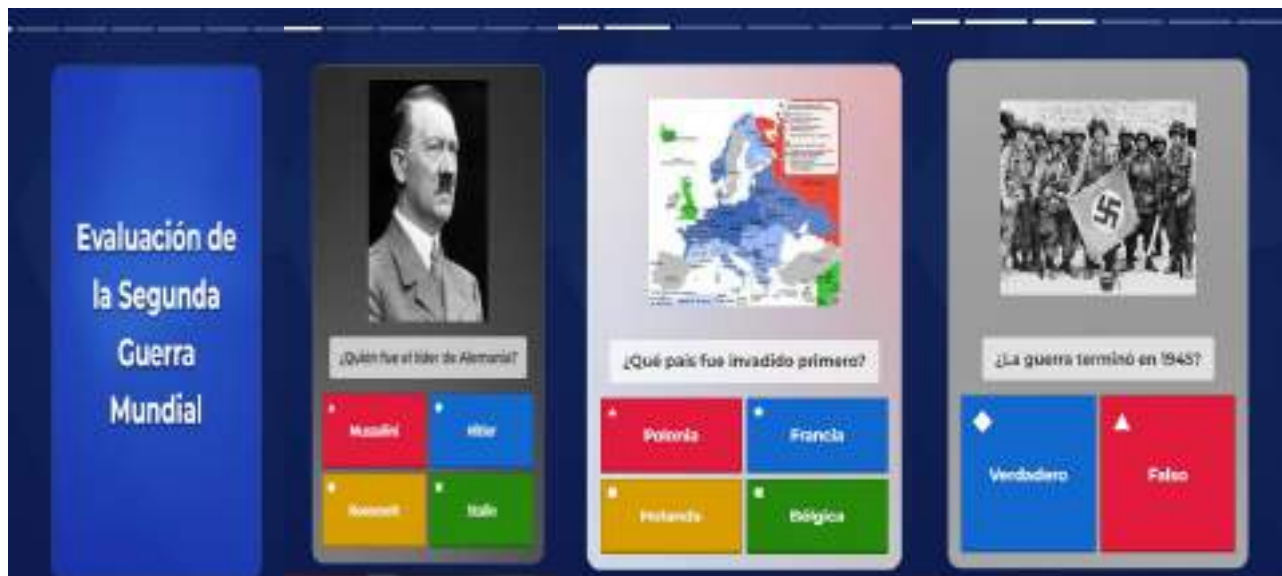 Evaluación de
la Segunda
Guerra
Mundial
¿Quién fue el líder de Alemania?
Mussolini
Hitler
Roosevelt
Stalin
¿Qué país fue invadido primero?
Polonia
Francia
Holanda
Bélgica
¿La guerra terminó en 1945?
Verdadero
Falso